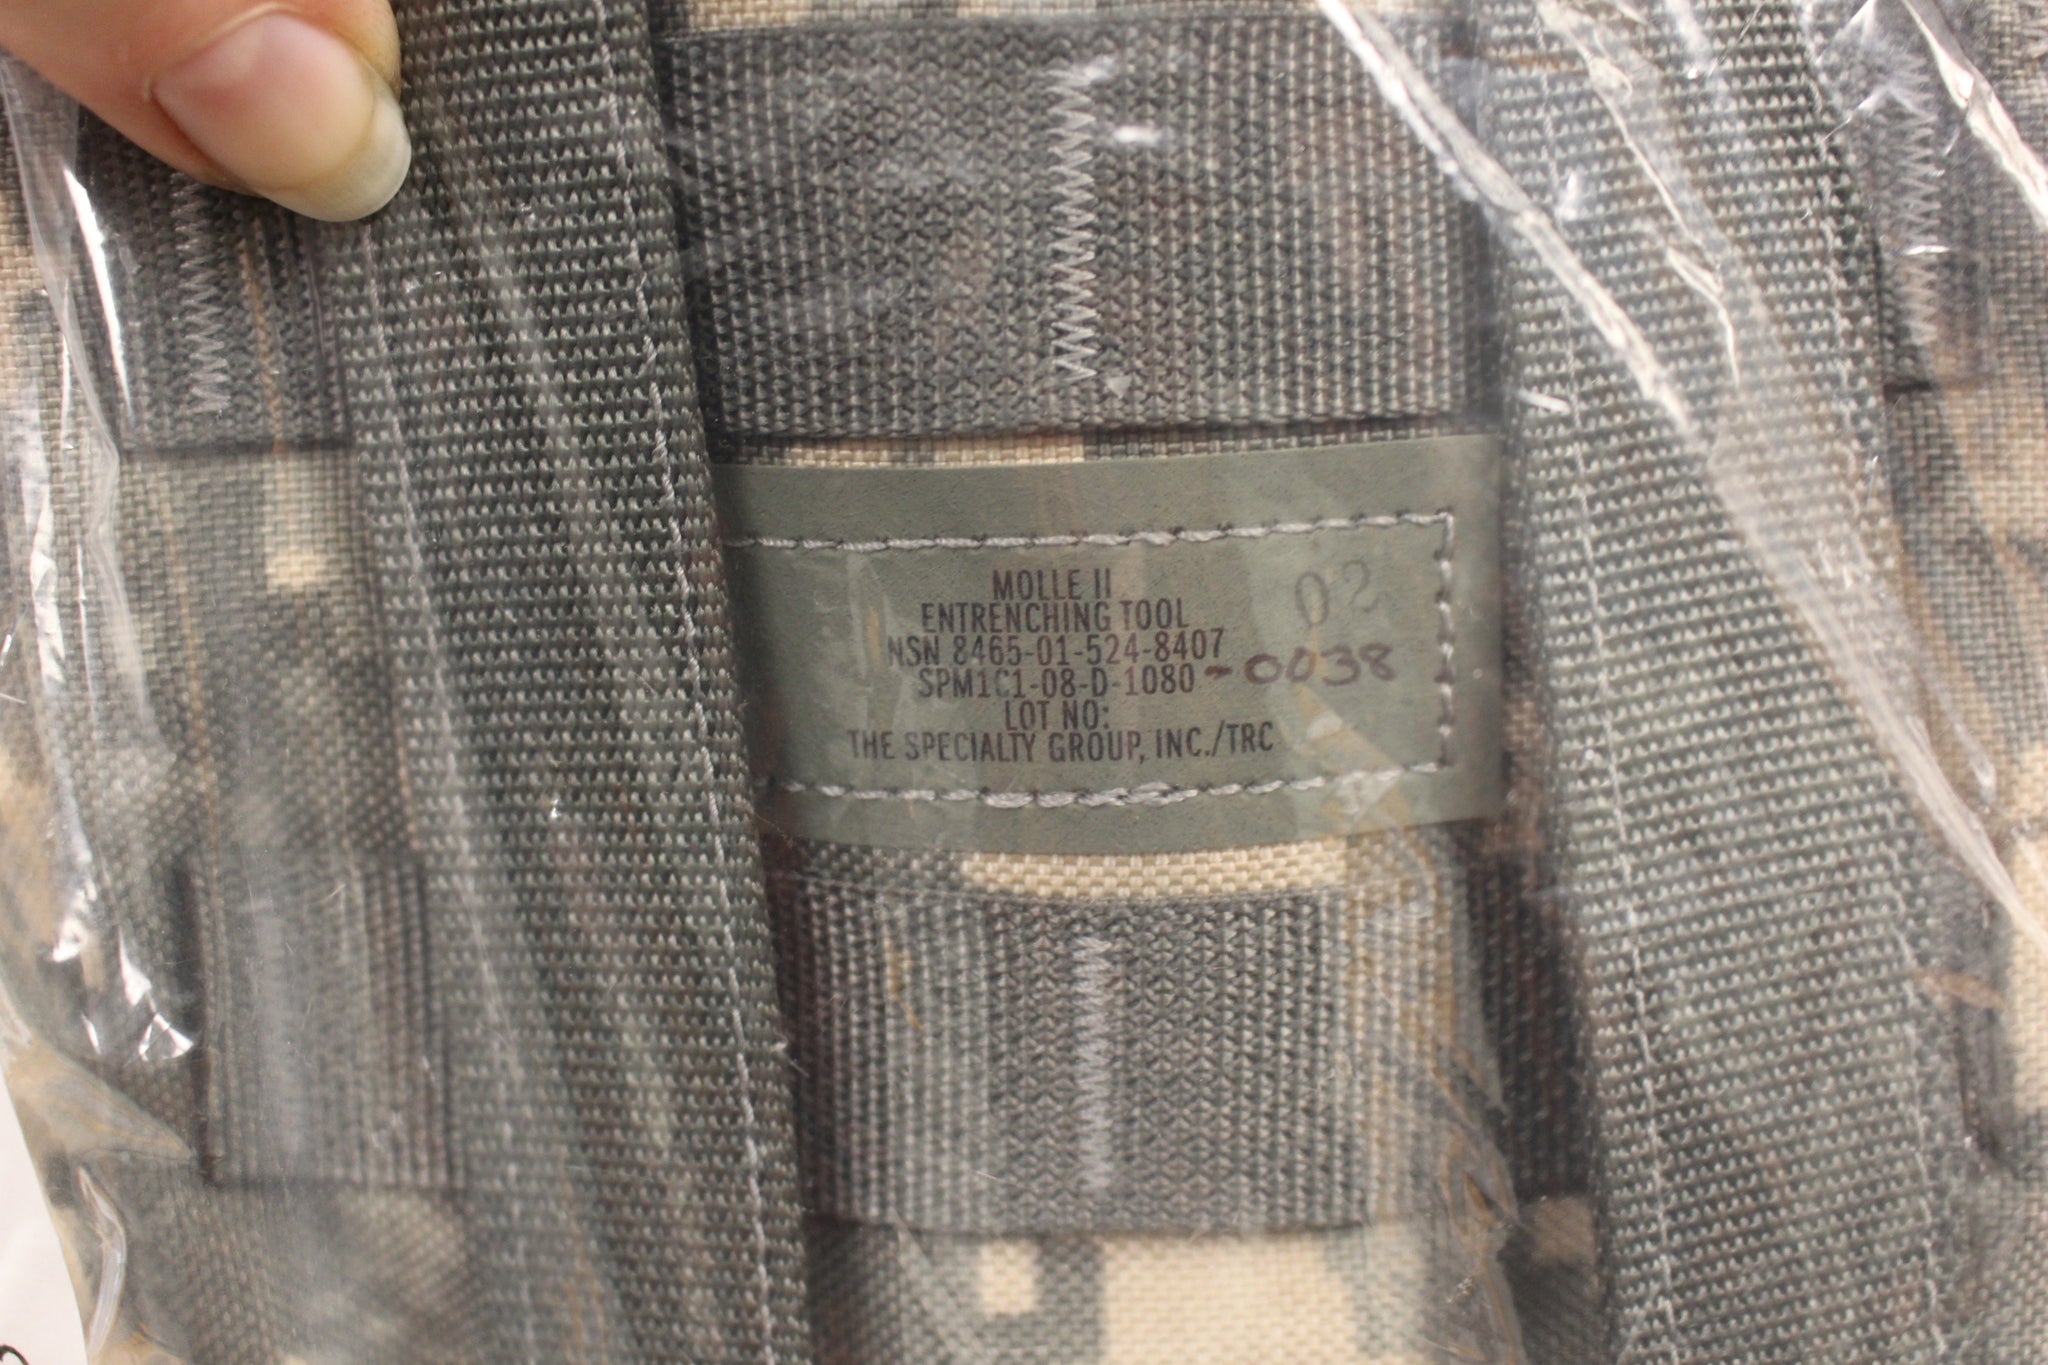 02
MOLLE II
ENTRENCHING TOOL
NSN 8465-01-524-8407
SPM1C1-08-D-1080 -0038
LOT NO:
THE SPECIALTY GROUP, INC./TRC